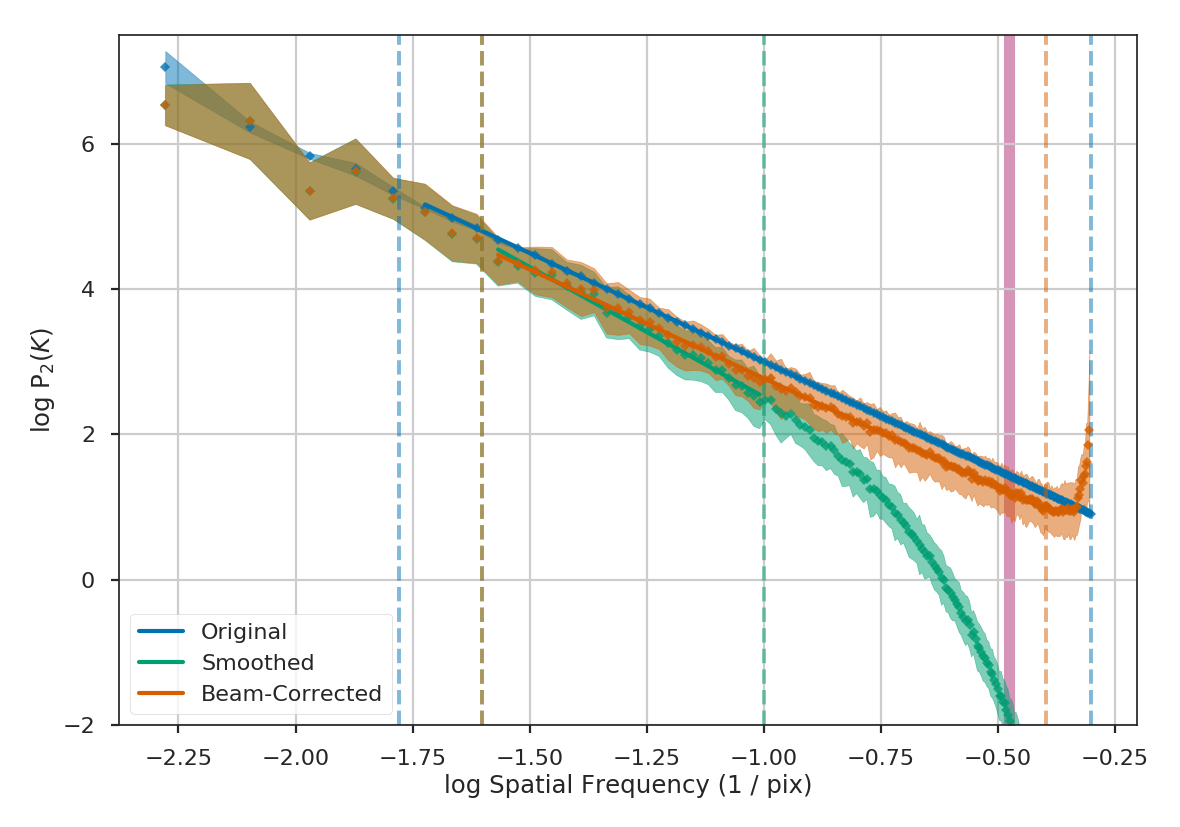 log P₂(K)
6
4
2
0
−2
Original
Smoothed
Beam-Corrected
−2.25 −2.00 −1.75 −1.50 −1.25 −1.00 −0.75 −0.50 −0.25
log Spatial Frequency (1 / pix)